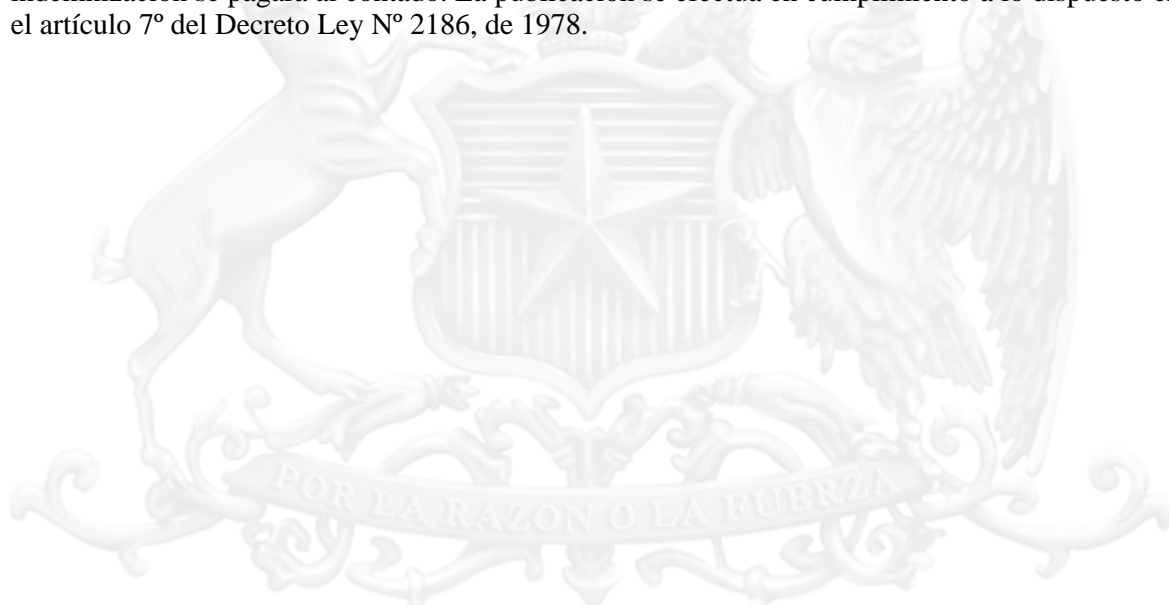 indemnización se pagará al contado. La publicación se efectúa en cumplimiento a lo dispuesto en
el artículo 7º del Decreto Ley Nº 2186, de 1978.
POR LA RAZON O LA FUERZA